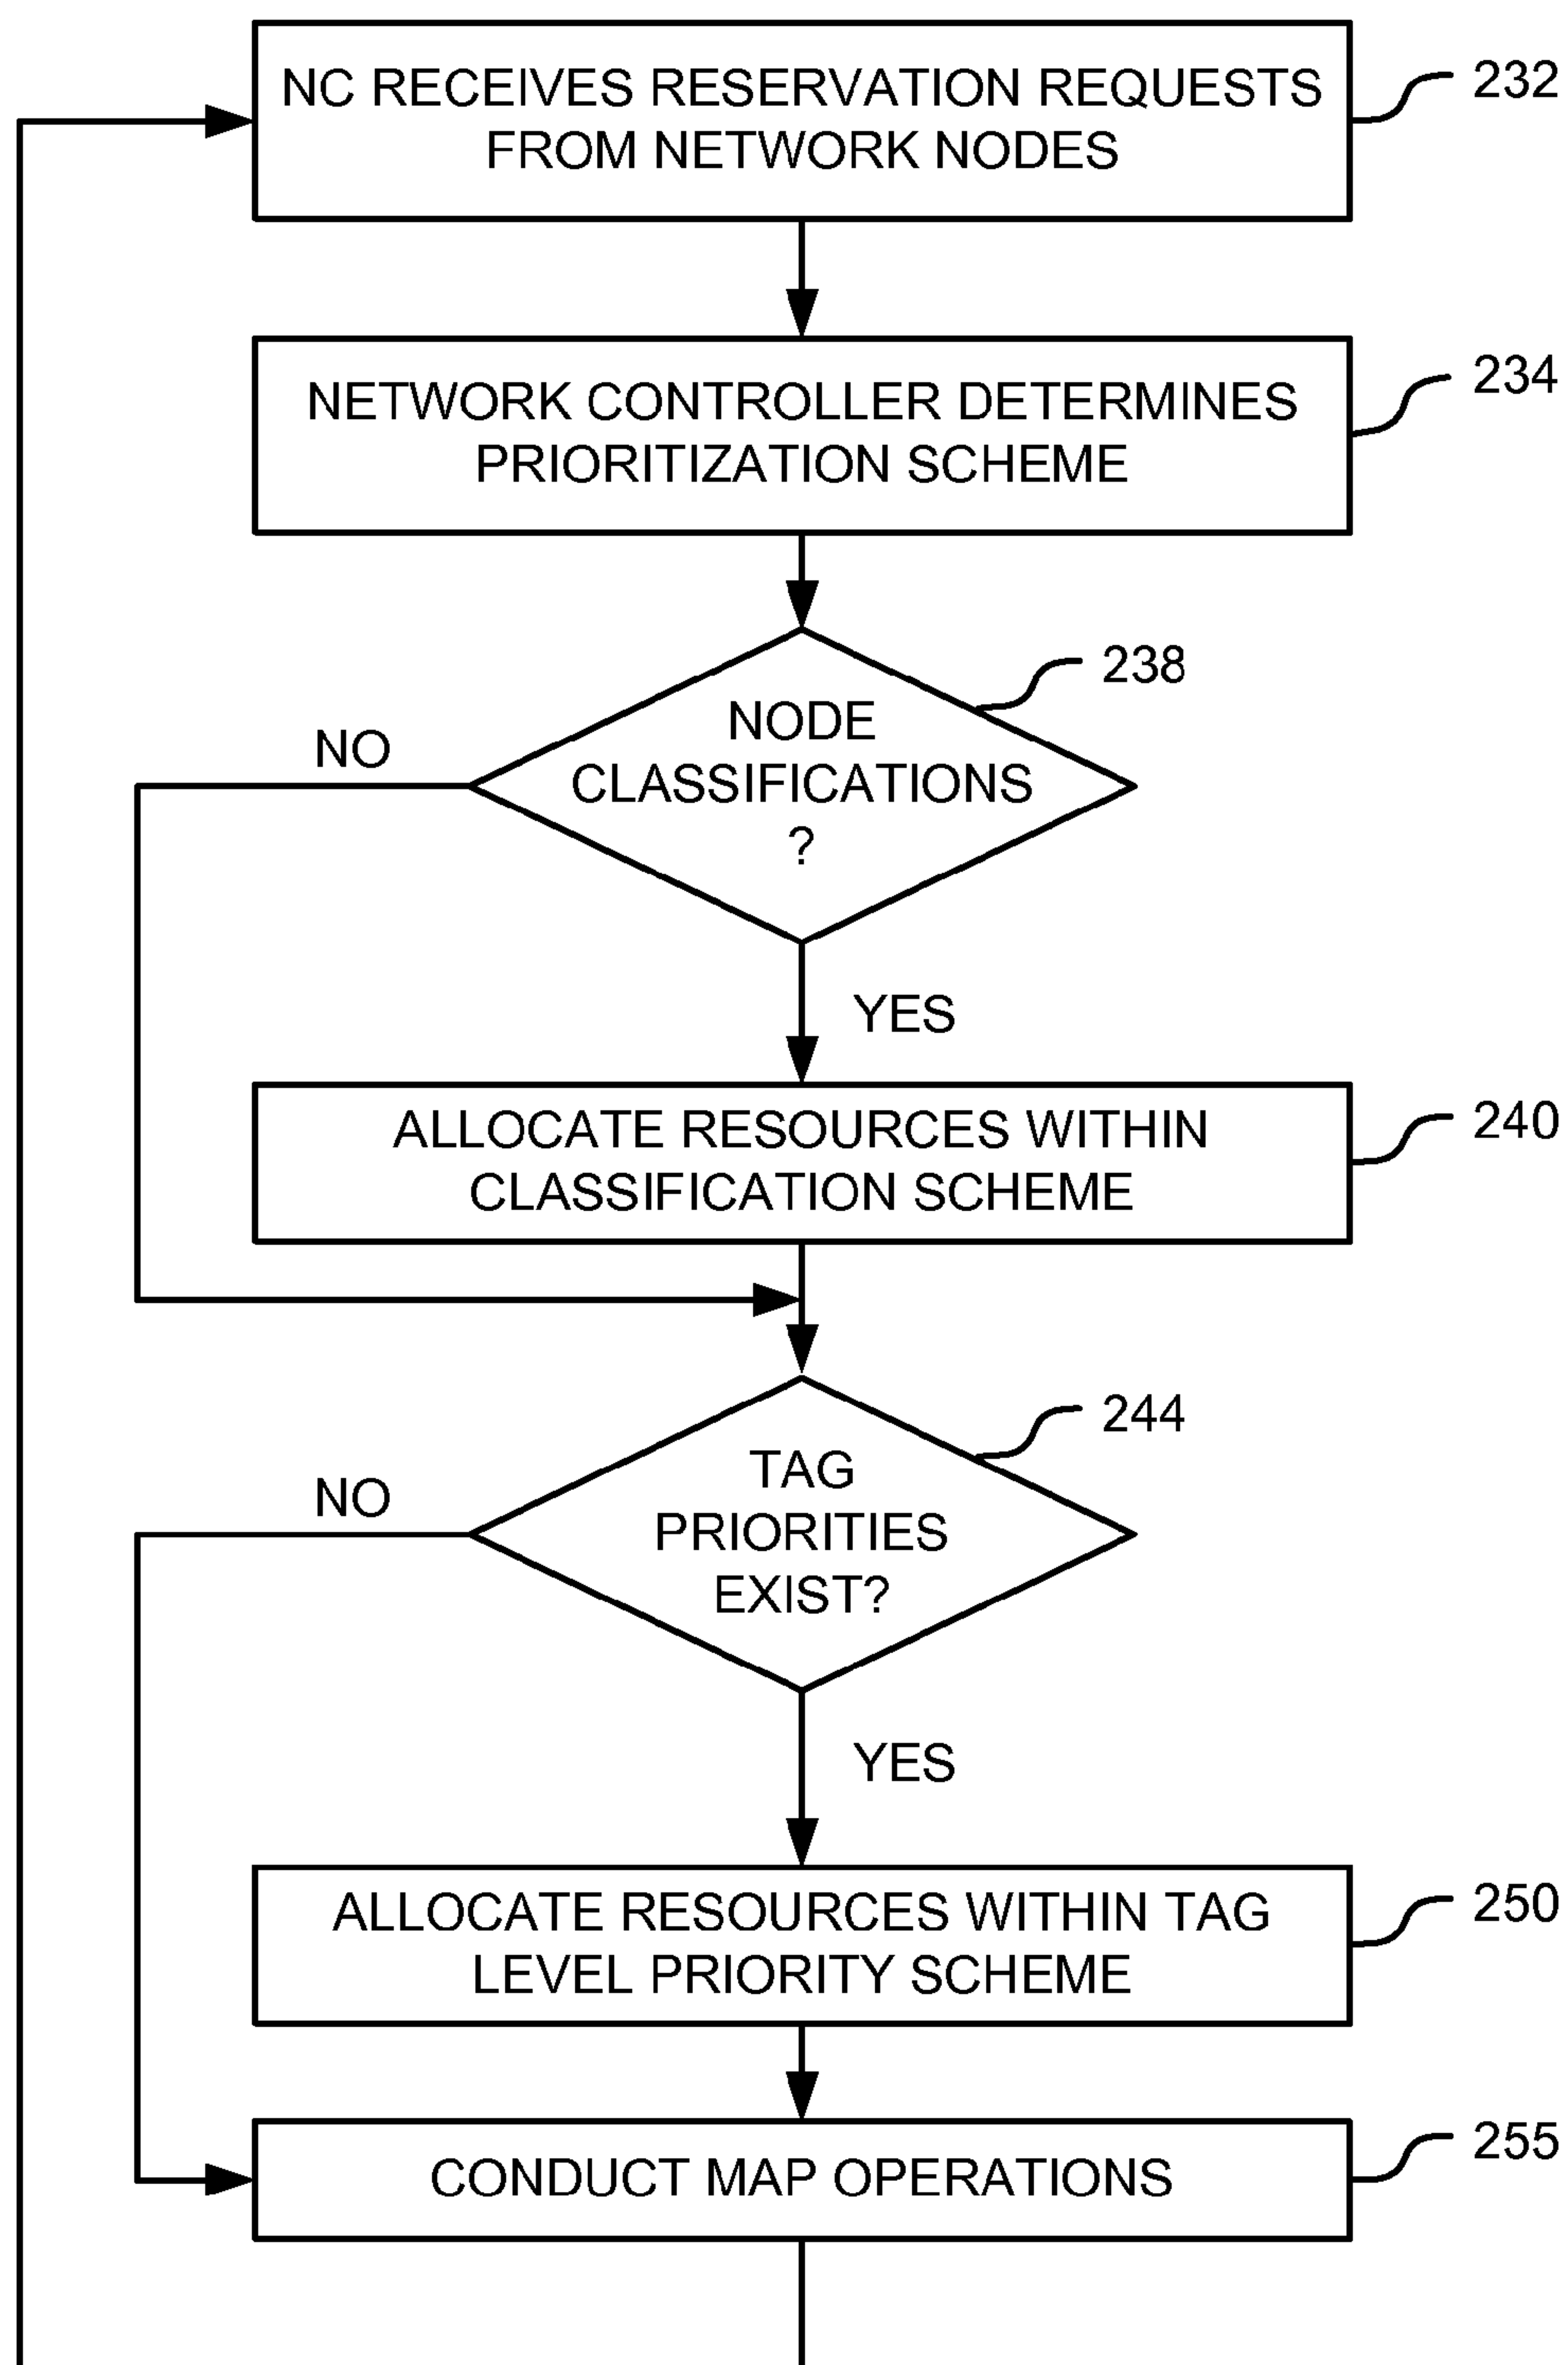 NC RECEIVES RESERVATION REQUESTS
FROM NETWORK NODES
232
NETWORK CONTROLLER DETERMINES
PRIORITIZATION SCHEME
234
238
NODE
CLASSIFICATIONS
?
NO
YES
ALLOCATE RESOURCES WITHIN
CLASSIFICATION SCHEME
240
244
TAG
PRIORITIES
EXIST?
NO
YES
ALLOCATE RESOURCES WITHIN TAG
LEVEL PRIORITY SCHEME
250
CONDUCT MAP OPERATIONS
255